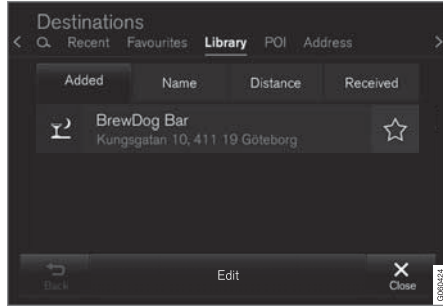 Destinations
Recent Favourites Library POI Address
Added Name Distance Received
BrewDog Bar
Kungsgatan 10, 411 19 Göteborg
Back Edit Close
G060424